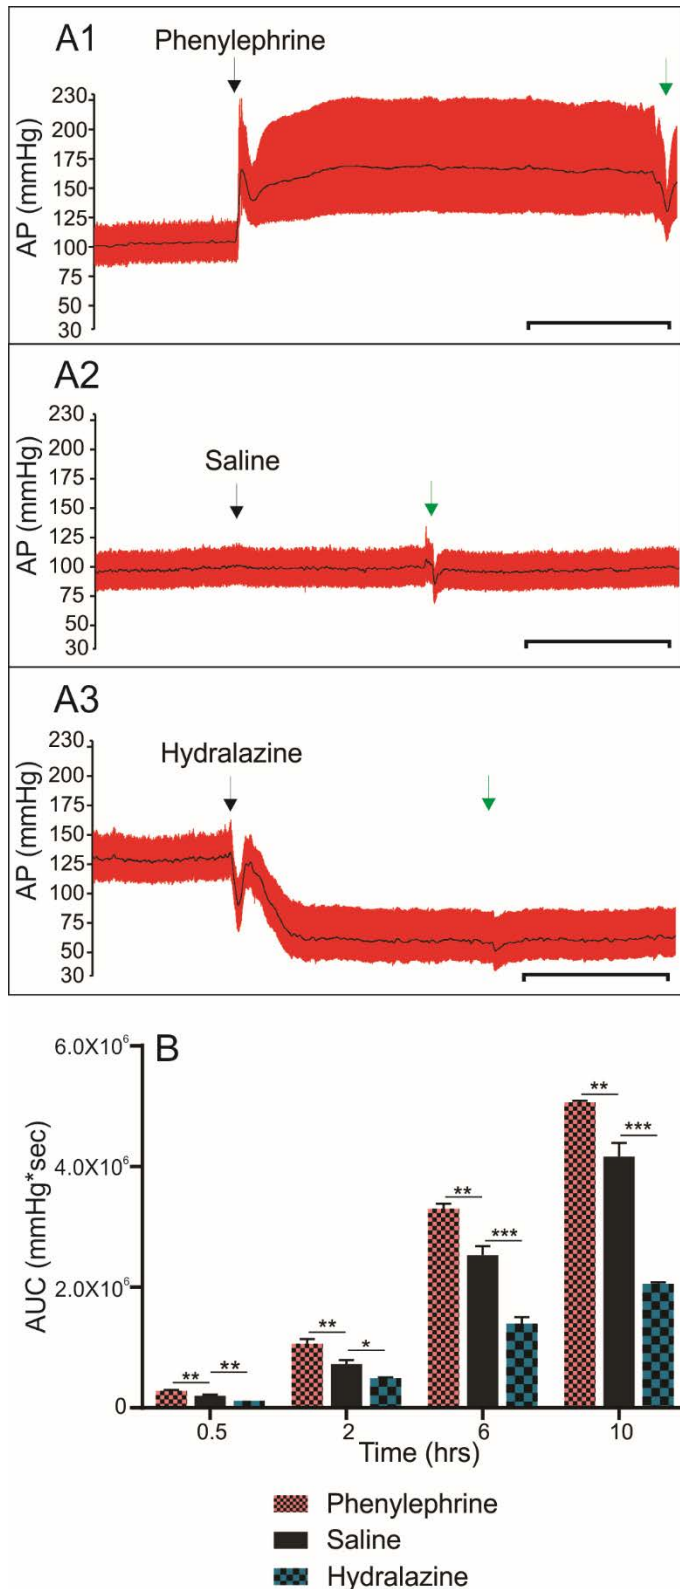 A1
Phenylephrine
230
200
175
150
125
100
75
50
30
AP (mmHg)
A2
Saline
230
200
175
150
125
100
75
50
30
AP (mmHg)
A3
Hydralazine
230
200
175
150
125
100
75
50
30
AP (mmHg)
B
6.0X10⁶
4.0X10⁶
2.0X10⁶
0
AUC (mmHg*sec)
** **
** *
** ***
** ***
0.5 2 6 10
Time (hrs)
Phenylephrine
Saline
Hydralazine